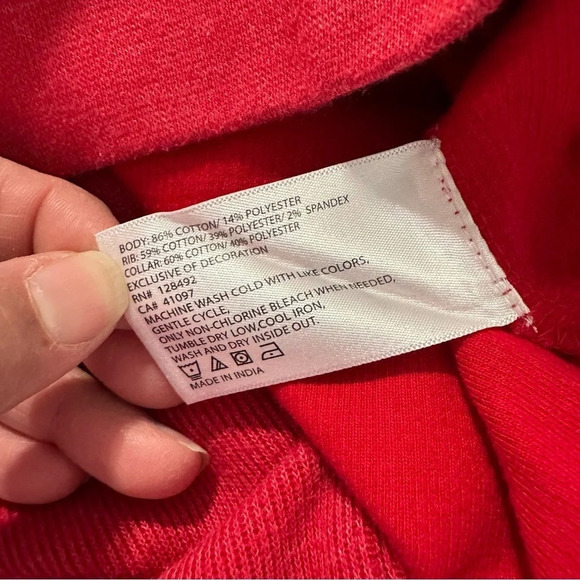 BODY: 86% COTTON/ 14% POLYESTER
RIB: 59% COTTON/ 39% POLYESTER/ 2% SPANDEX
COLLAR: 60% COTTON/ 40% POLYESTER
EXCLUSIVE OF DECORATION
RN# 128492
CA# 41097
MACHINE WASH COLD WITH LIKE COLORS,
GENTLE CYCLE,
ONLY NON-CHLORINE BLEACH WHEN NEEDED,
TUMBLE DRY LOW,COOL IRON,
WASH AND DRY INSIDE OUT.
MADE IN INDIA